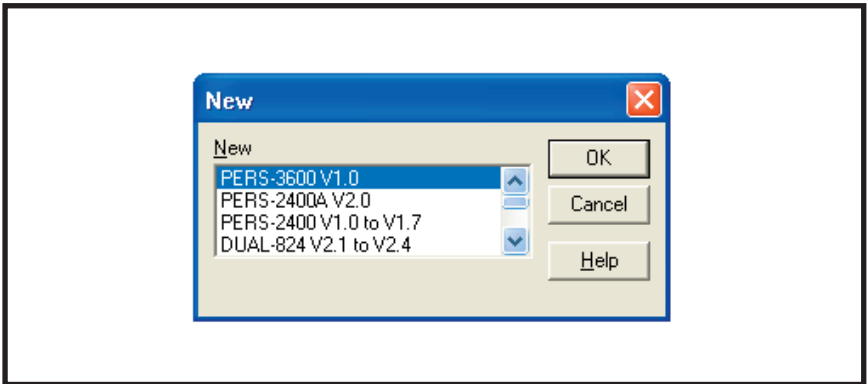 New
New
PERS-3600 V1.0
PERS-2400A V2.0
PERS-2400 V1.0 to V1.7
DUAL-824 V2.1 to V2.4
OK
Cancel
Help